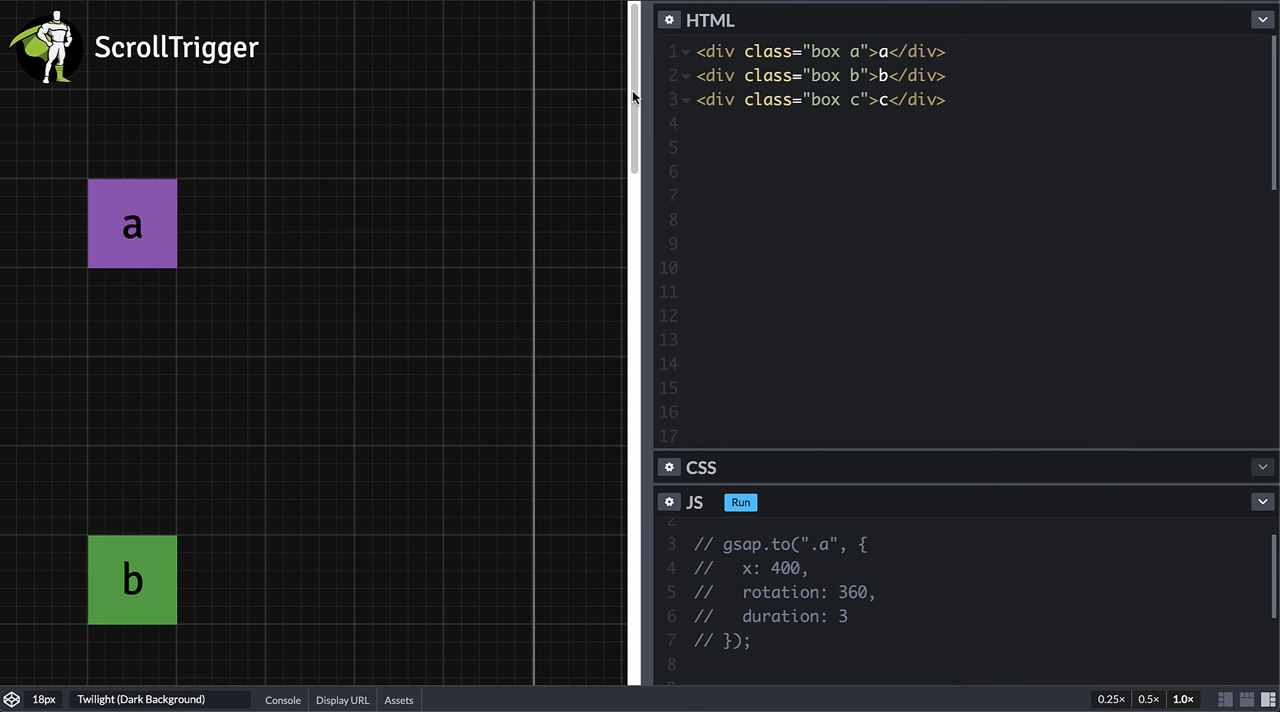 ScrollTrigger
a
b
HTML
1 <div class="box a">a</div>
2 <div class="box b">b</div>
3 <div class="box c">c</div>
4
5
6
7
8
9
10
11
12
13
14
15
16
17
CSS
JS Run
2
3 // gsap.to(".a", {
4 //   x: 400,
5 //   rotation: 360,
6 //   duration: 3
7 // });
8
18px Twilight (Dark Background) Console Display URL Assets 0.25× 0.5× 1.0×